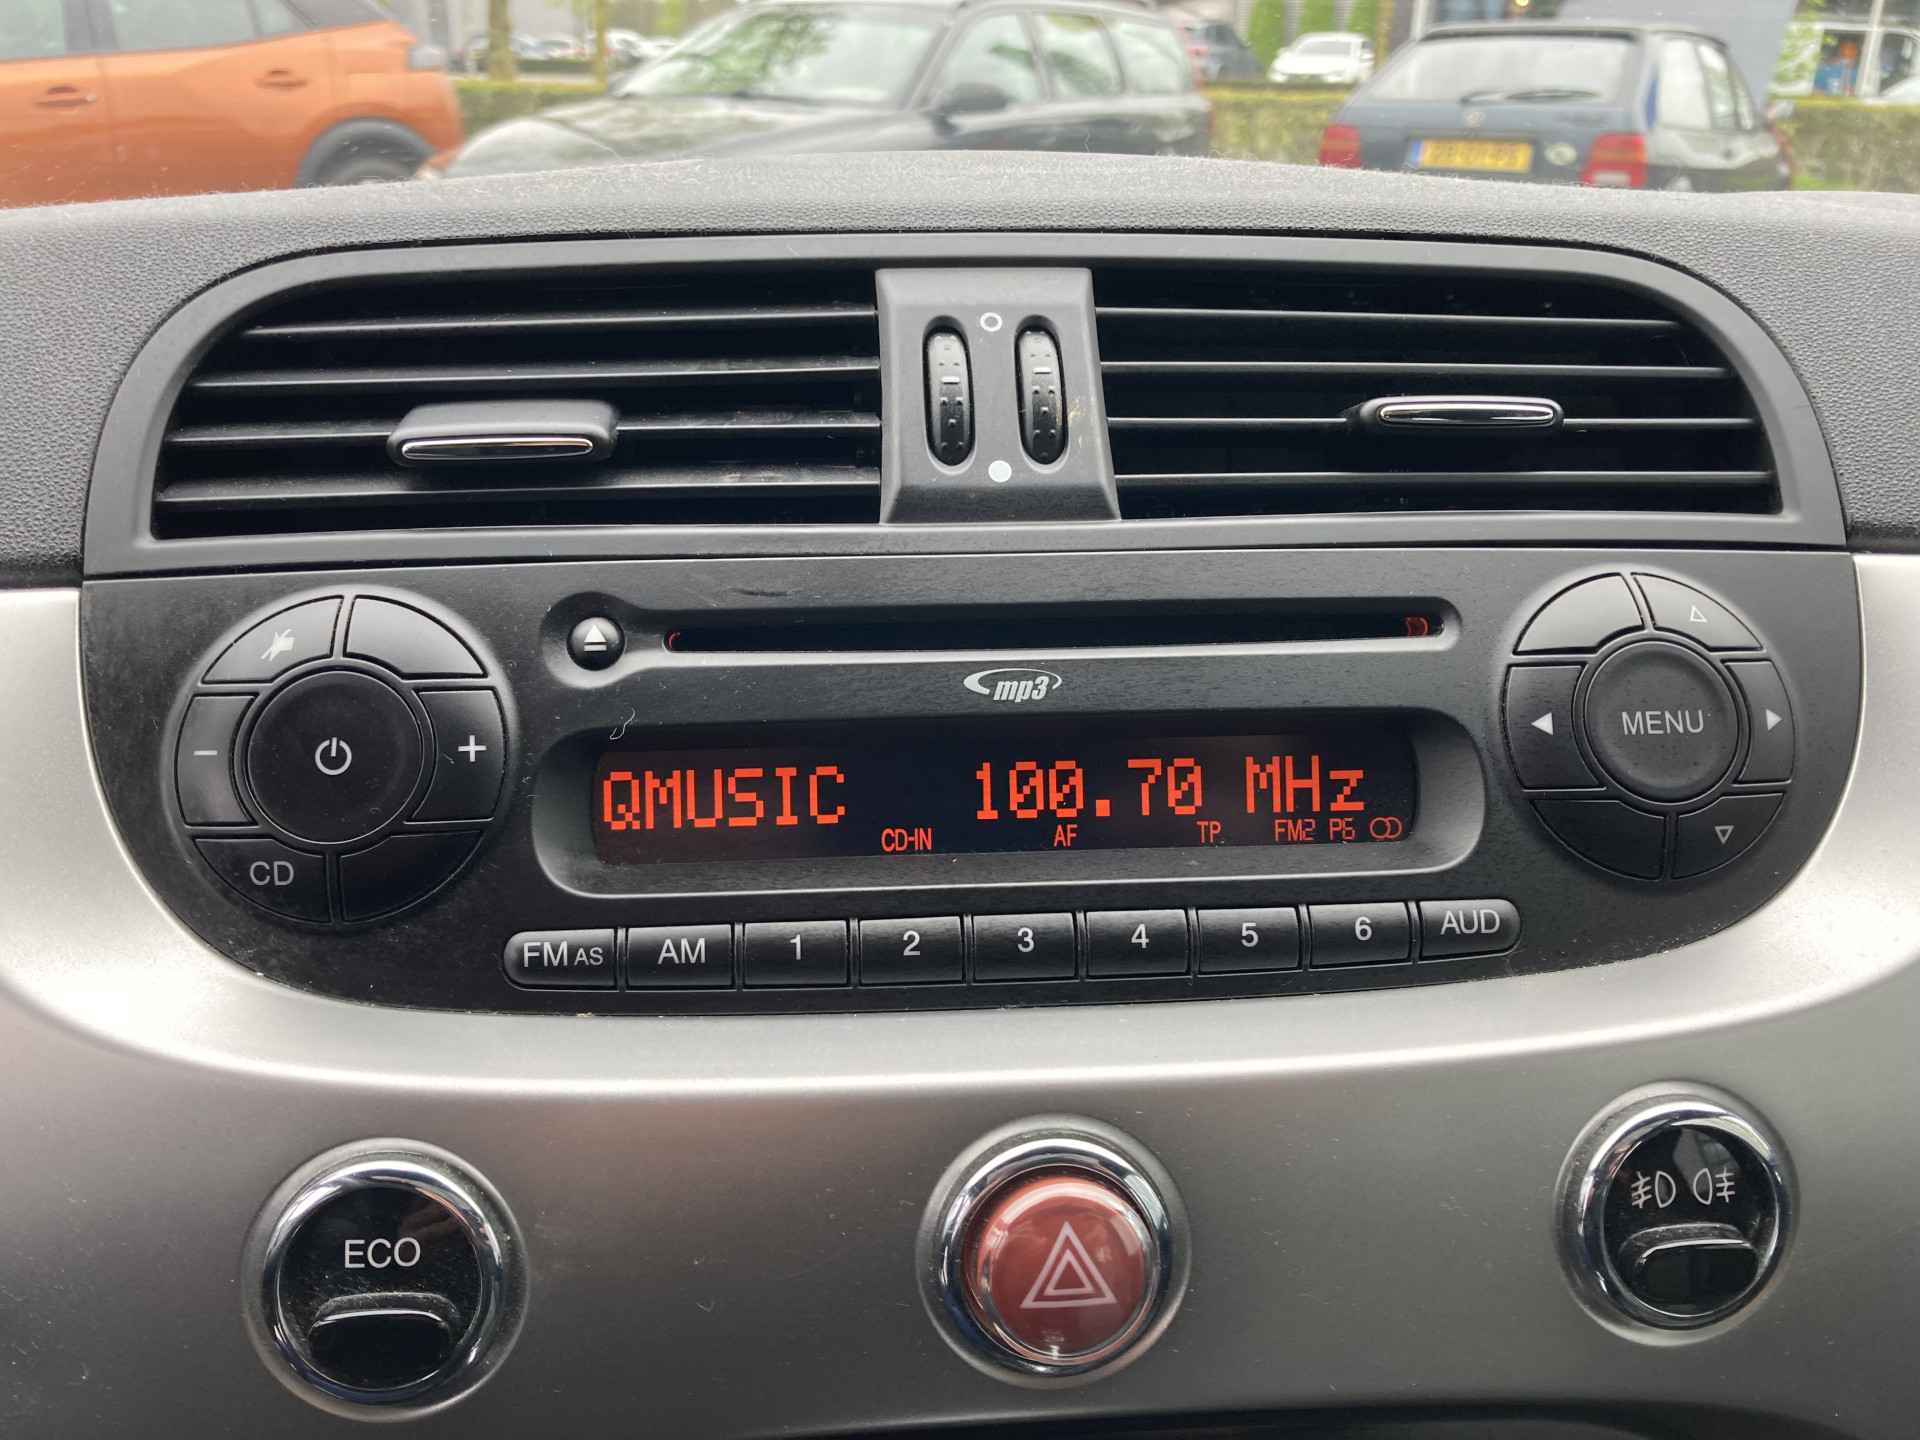 mp3
MENU
QMUSIC 100.70 MHz
CD-IN AF TP FM2 P6
CD
FM AS AM 1 2 3 4 5 6 AUD
ECO